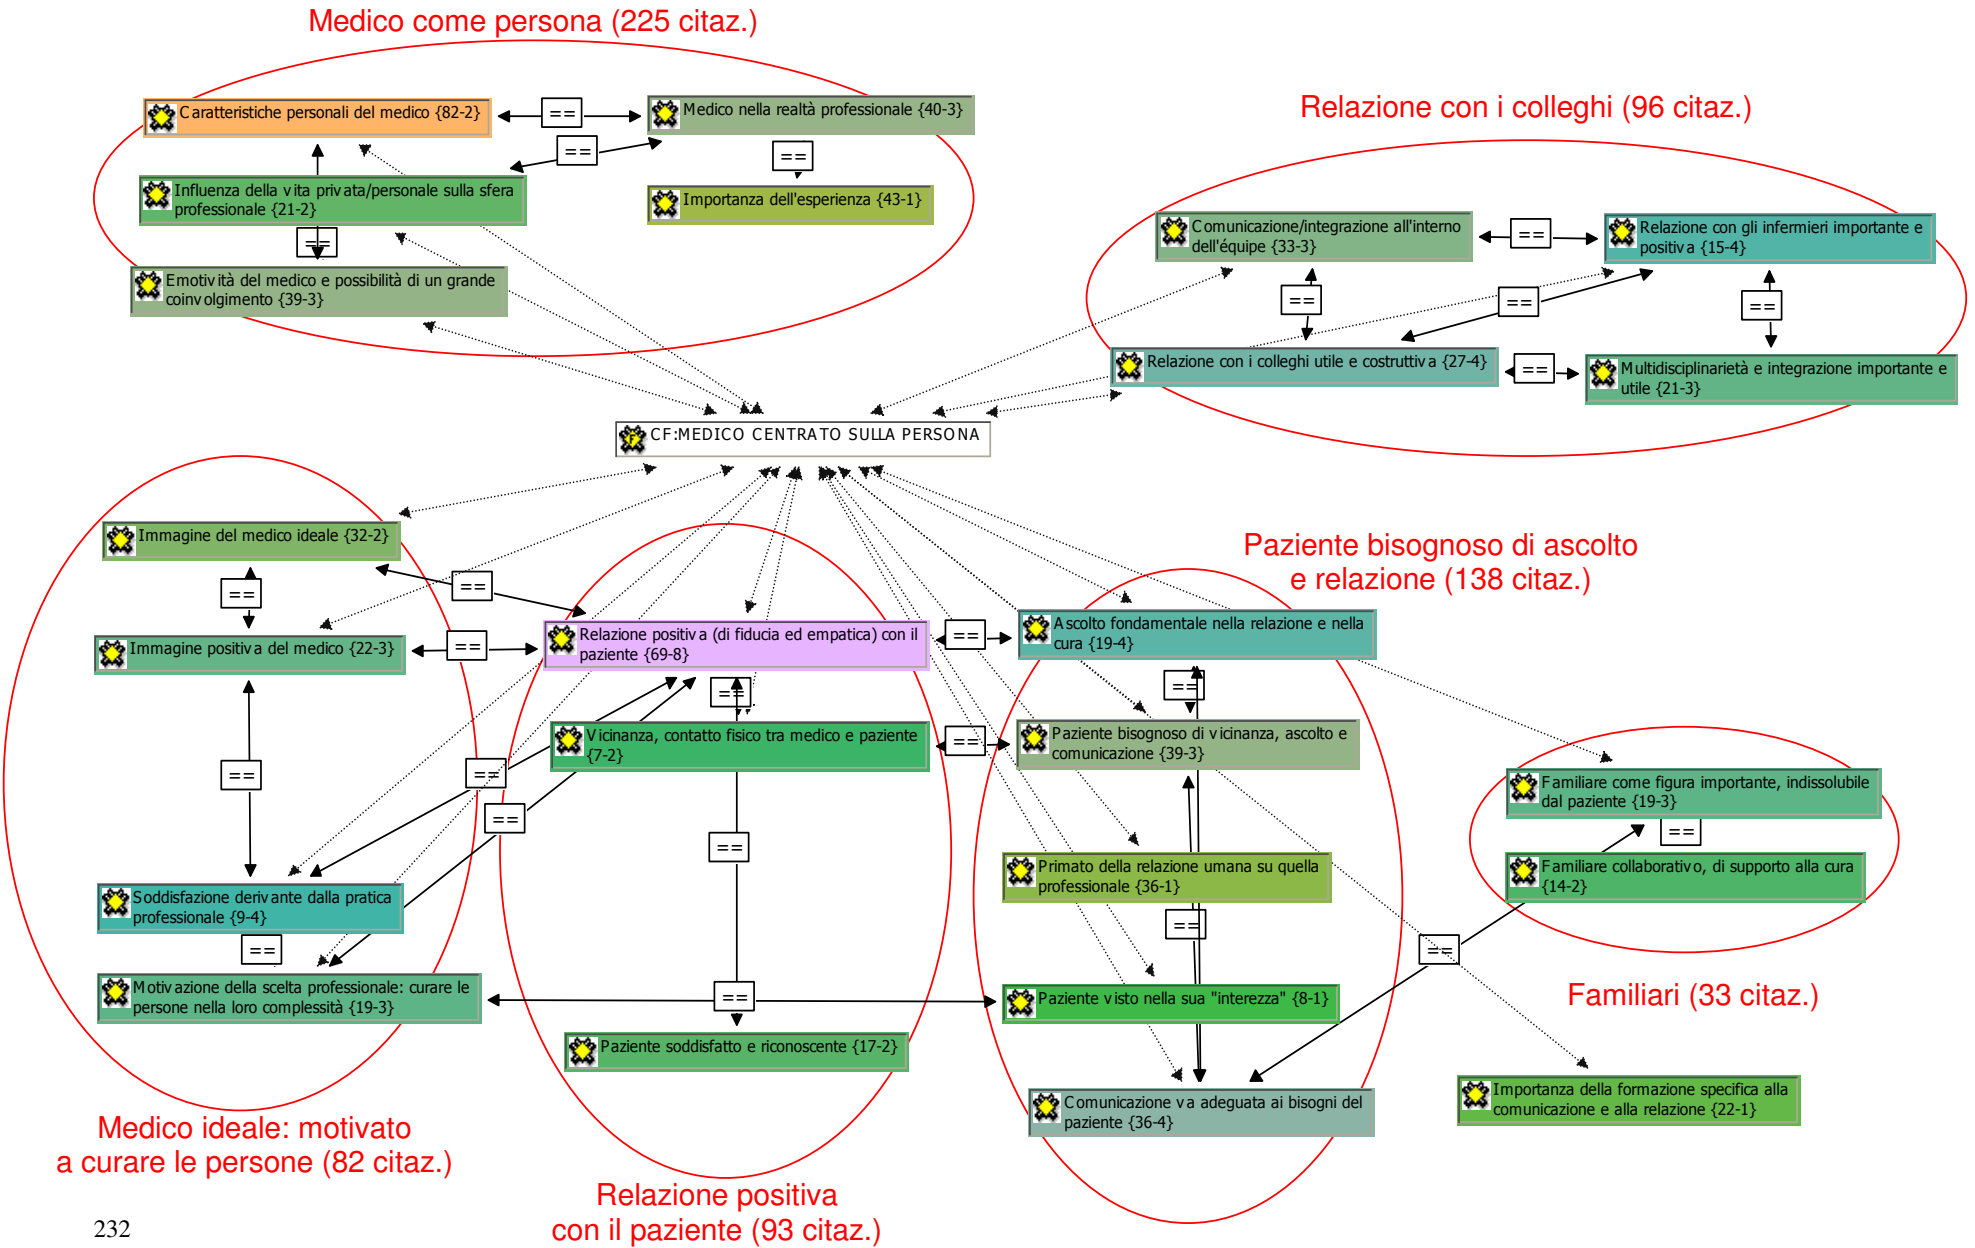 Medico come persona (225 citaz.)
Caratteristiche personali del medico {82-2}
==
Medico nella realtà professionale {40-3}
==
==
Influenza della vita privata/personale sulla sfera
professionale {21-2}
Importanza dell'esperienza {43-1}
==
Emotività del medico e possibilità di un grande
coinvolgimento {39-3}
Relazione con i colleghi (96 citaz.)
Comunicazione/integrazione all'interno
dell'équipe {33-3}
==
Relazione con gli infermieri importante e
positiva {15-4}
==
==
==
Relazione con i colleghi utile e costruttiva {27-4}
==
Multidisciplinarietà e integrazione importante e
utile {21-3}
CF:MEDICO CENTRATO SULLA PERSONA
Immagine del medico ideale {32-2}
==
==
Immagine positiva del medico {22-3}
==
==
Soddisfazione derivante dalla pratica
professionale {9-4}
==
Motivazione della scelta professionale: curare le
persone nella loro complessità {19-3}
Medico ideale: motivato
a curare le persone (82 citaz.)
Relazione positiva (di fiducia ed empatica) con il
paziente {69-8}
==
==
Vicinanza, contatto fisico tra medico e paziente
{7-2}
==
==
==
==
==
Paziente soddisfatto e riconoscente {17-2}
Relazione positiva
con il paziente (93 citaz.)
Paziente bisognoso di ascolto
e relazione (138 citaz.)
Ascolto fondamentale nella relazione e nella
cura {19-4}
==
Paziente bisognoso di vicinanza, ascolto e
comunicazione {39-3}
Primato della relazione umana su quella
professionale {36-1}
==
Paziente visto nella sua "interezza" {8-1}
Comunicazione va adeguata ai bisogni del
paziente {36-4}
Familiare come figura importante, indissolubile
dal paziente {19-3}
==
Familiare collaborativo, di supporto alla cura
{14-2}
==
Familiari (33 citaz.)
Importanza della formazione specifica alla
comunicazione e alla relazione {22-1}
232